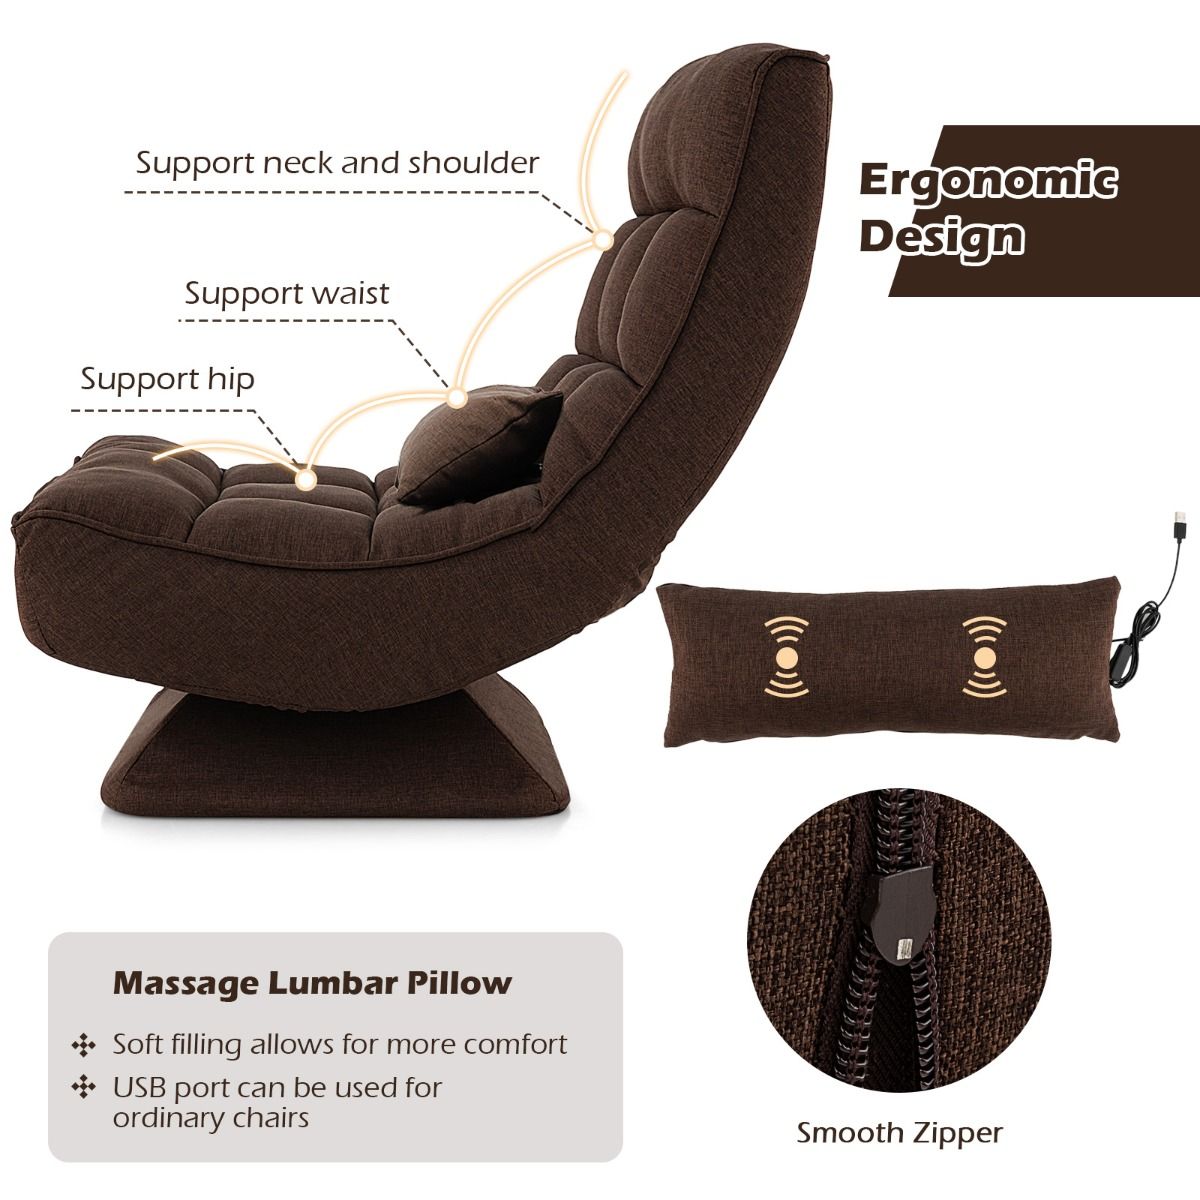 Support neck and shoulder
Ergonomic
Design
Support waist
Support hip
Massage Lumbar Pillow
Soft filling allows for more comfort
USB port can be used for
ordinary chairs
Smooth Zipper